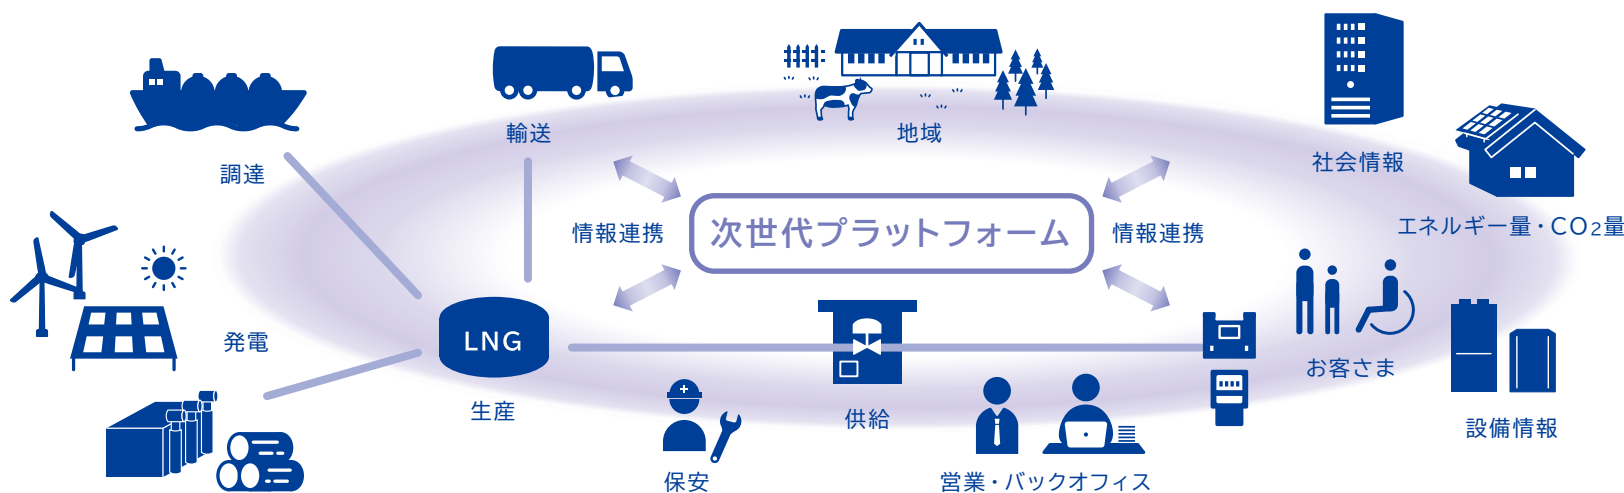 輸送
地域
調達
社会情報
エネルギー量・CO2量
情報連携
次世代プラットフォーム
情報連携
発電
LNG
お客さま
生産
供給
設備情報
保安
営業・バックオフィス